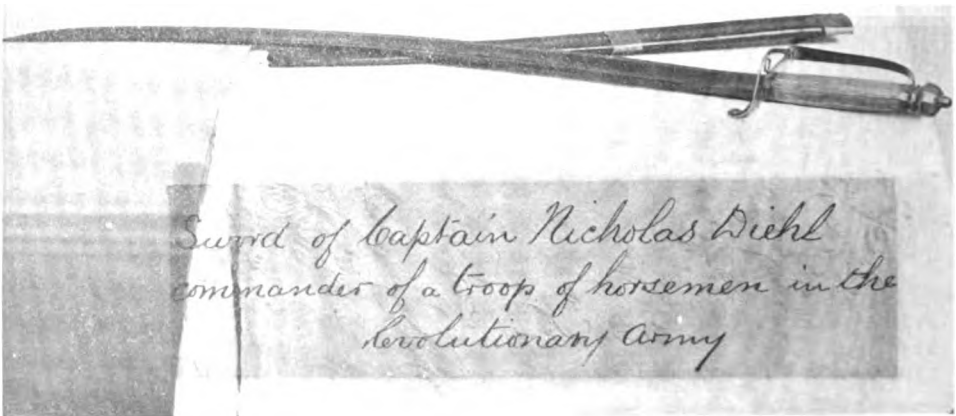 Sword of Captain Nicholas Diehl
commander of a troop of horsemen in the
Revolutionary Army